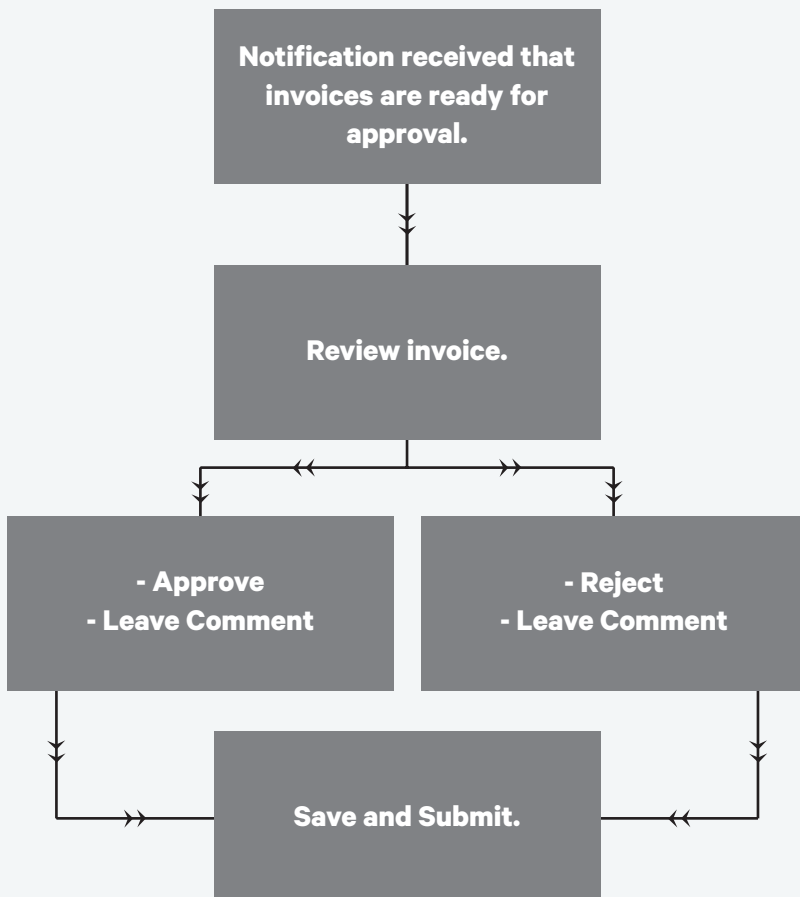 Notification received that
invoices are ready for
approval.
Review invoice.
- Approve
- Leave Comment
- Reject
- Leave Comment
Save and Submit.